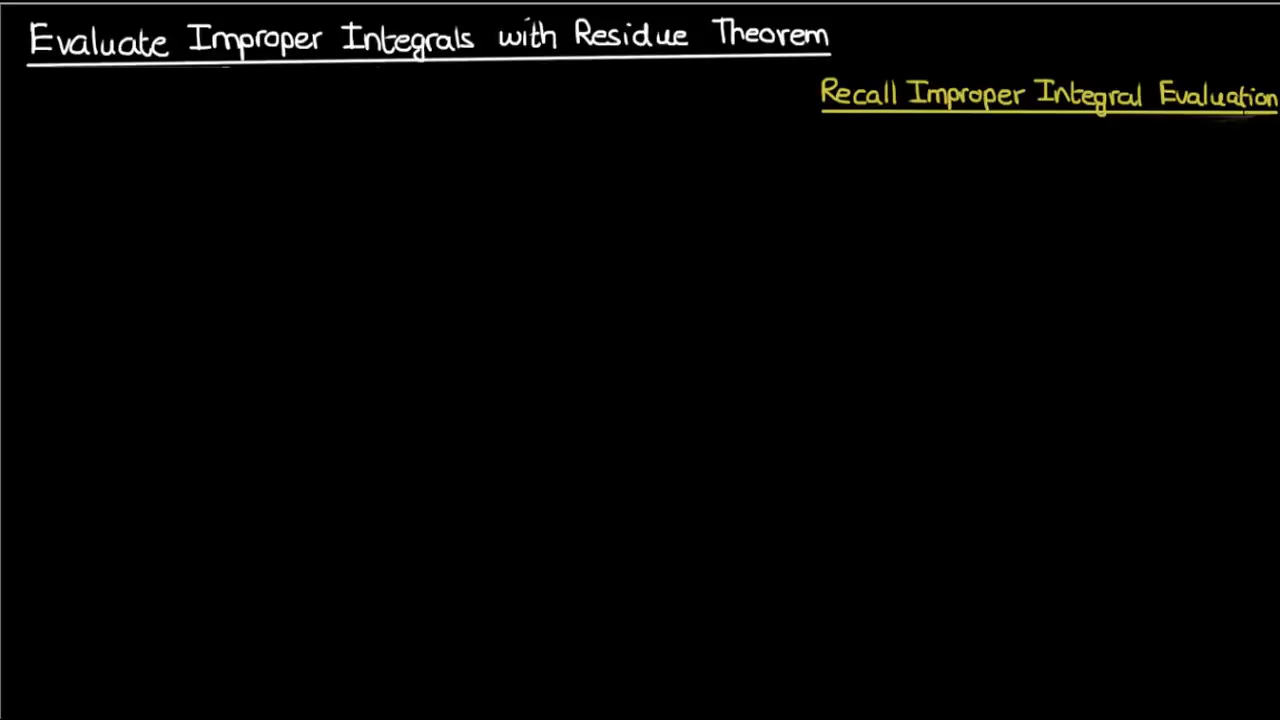 Evaluate Improper Integrals with Residue Theorem
Recall Improper Integral Evaluation